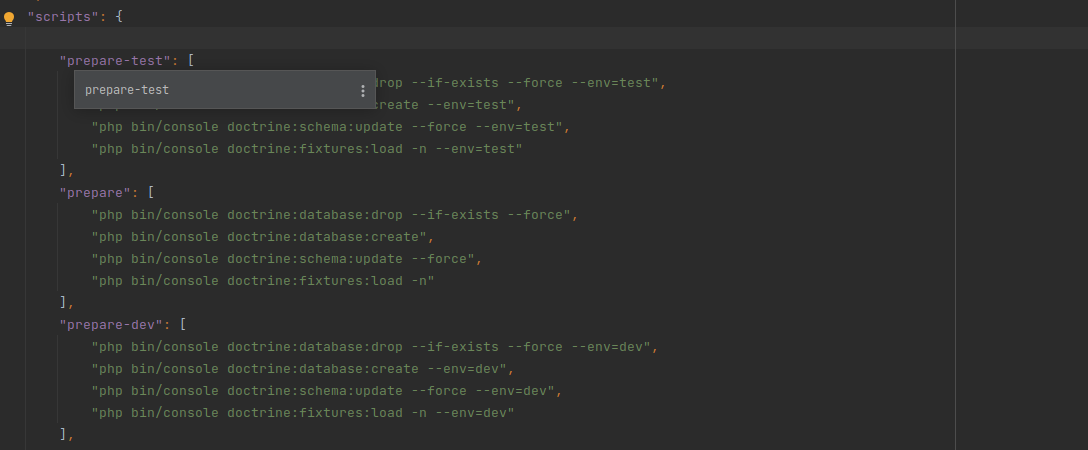 "scripts": {
"prepare-test": [
prepare-test
drop --if-exists --force --env=test",
create --env=test",
"php bin/console doctrine:schema:update --force --env=test",
"php bin/console doctrine:fixtures:load -n --env=test"
],
"prepare": [
"php bin/console doctrine:database:drop --if-exists --force",
"php bin/console doctrine:database:create",
"php bin/console doctrine:schema:update --force",
"php bin/console doctrine:fixtures:load -n"
],
"prepare-dev": [
"php bin/console doctrine:database:drop --if-exists --force --env=dev",
"php bin/console doctrine:database:create --env=dev",
"php bin/console doctrine:schema:update --force --env=dev",
"php bin/console doctrine:fixtures:load -n --env=dev"
],